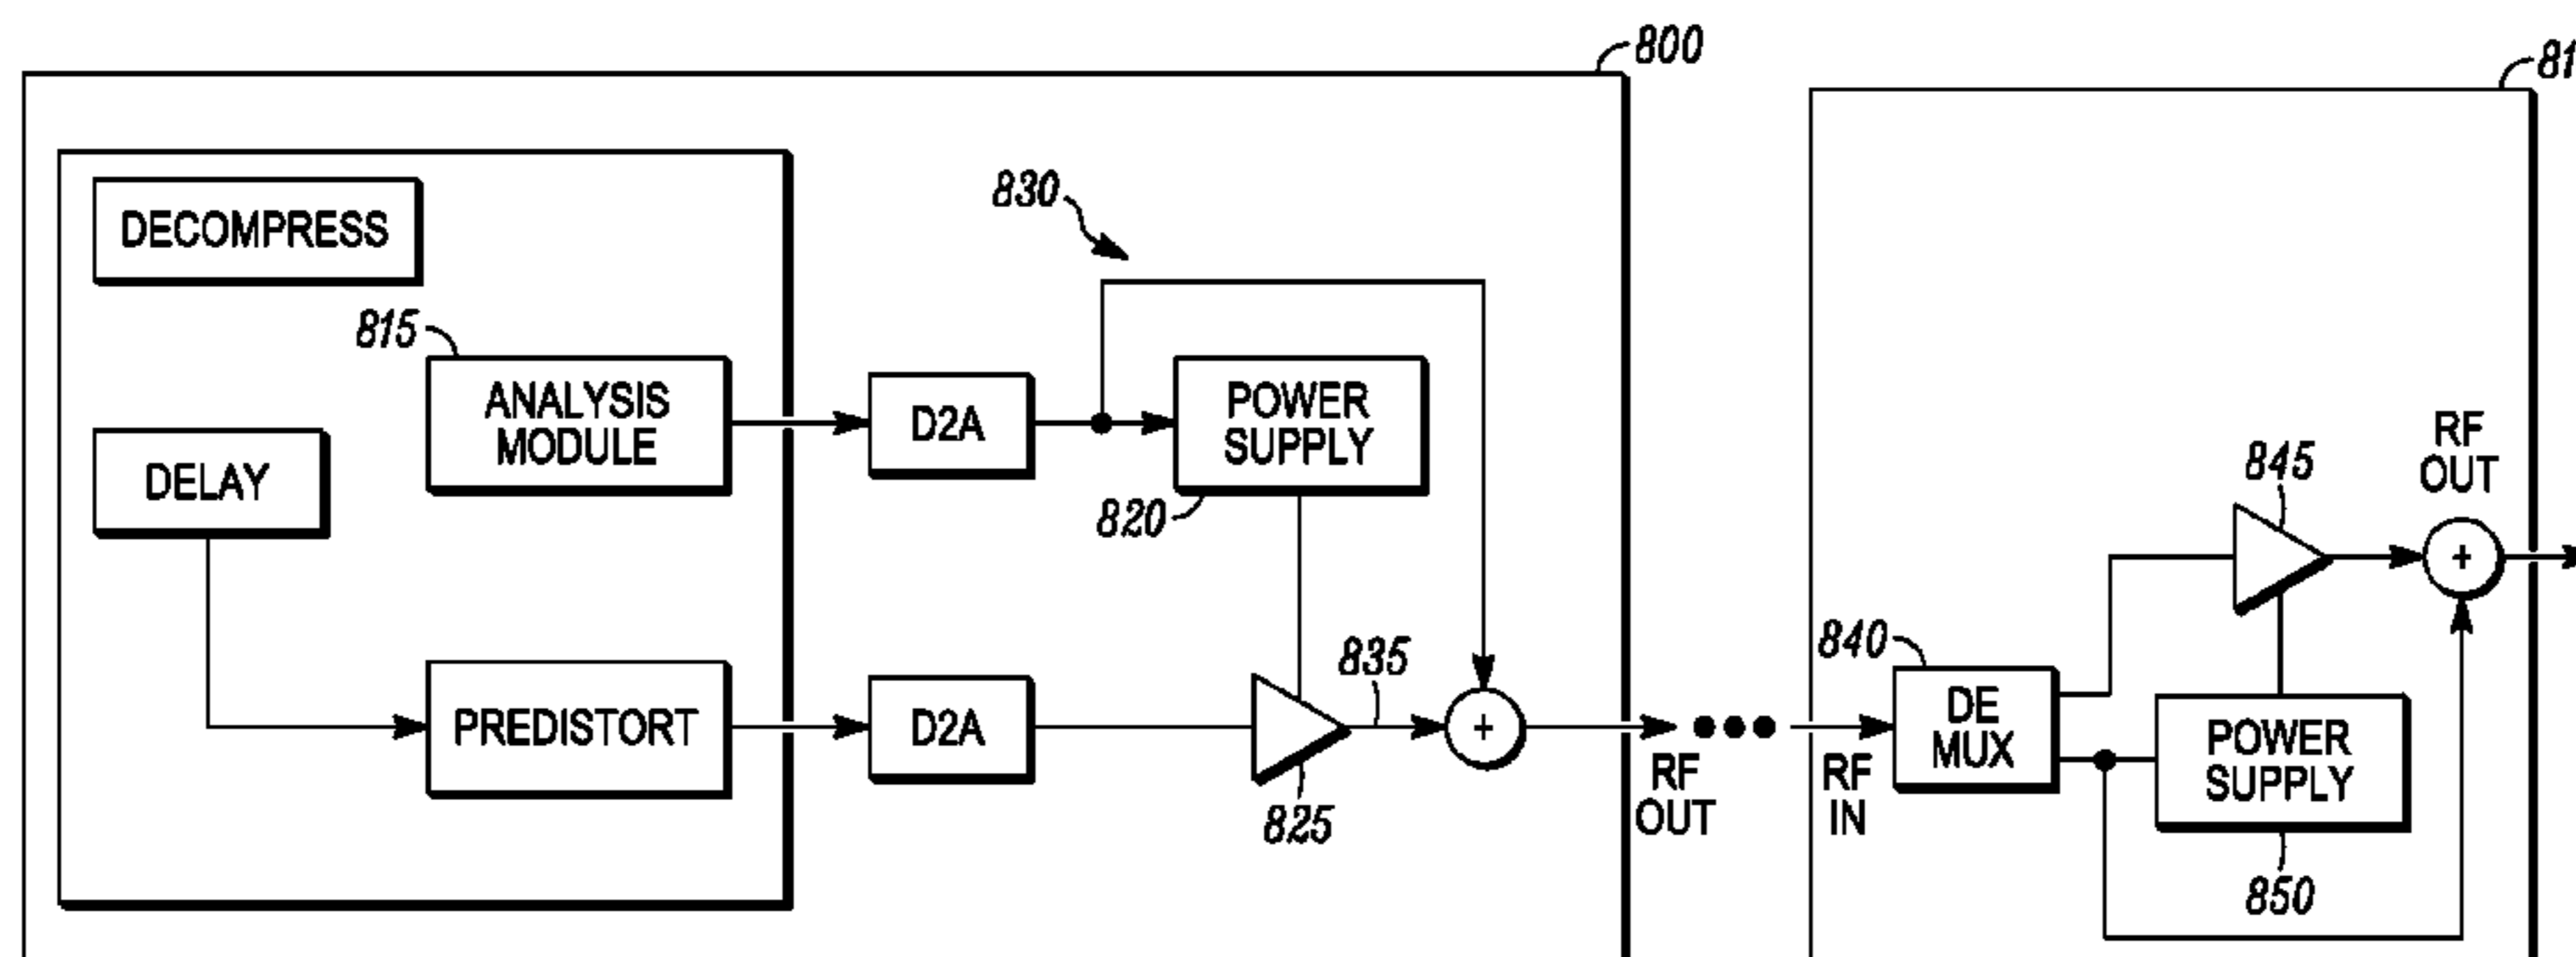 800
81
830
DECOMPRESS
815
ANALYSIS
MODULE
D2A
POWER
SUPPLY
820
DELAY
PREDISTORT
D2A
835
825
RF
OUT
RF
IN
840
DE
MUX
845
RF
OUT
POWER
SUPPLY
850